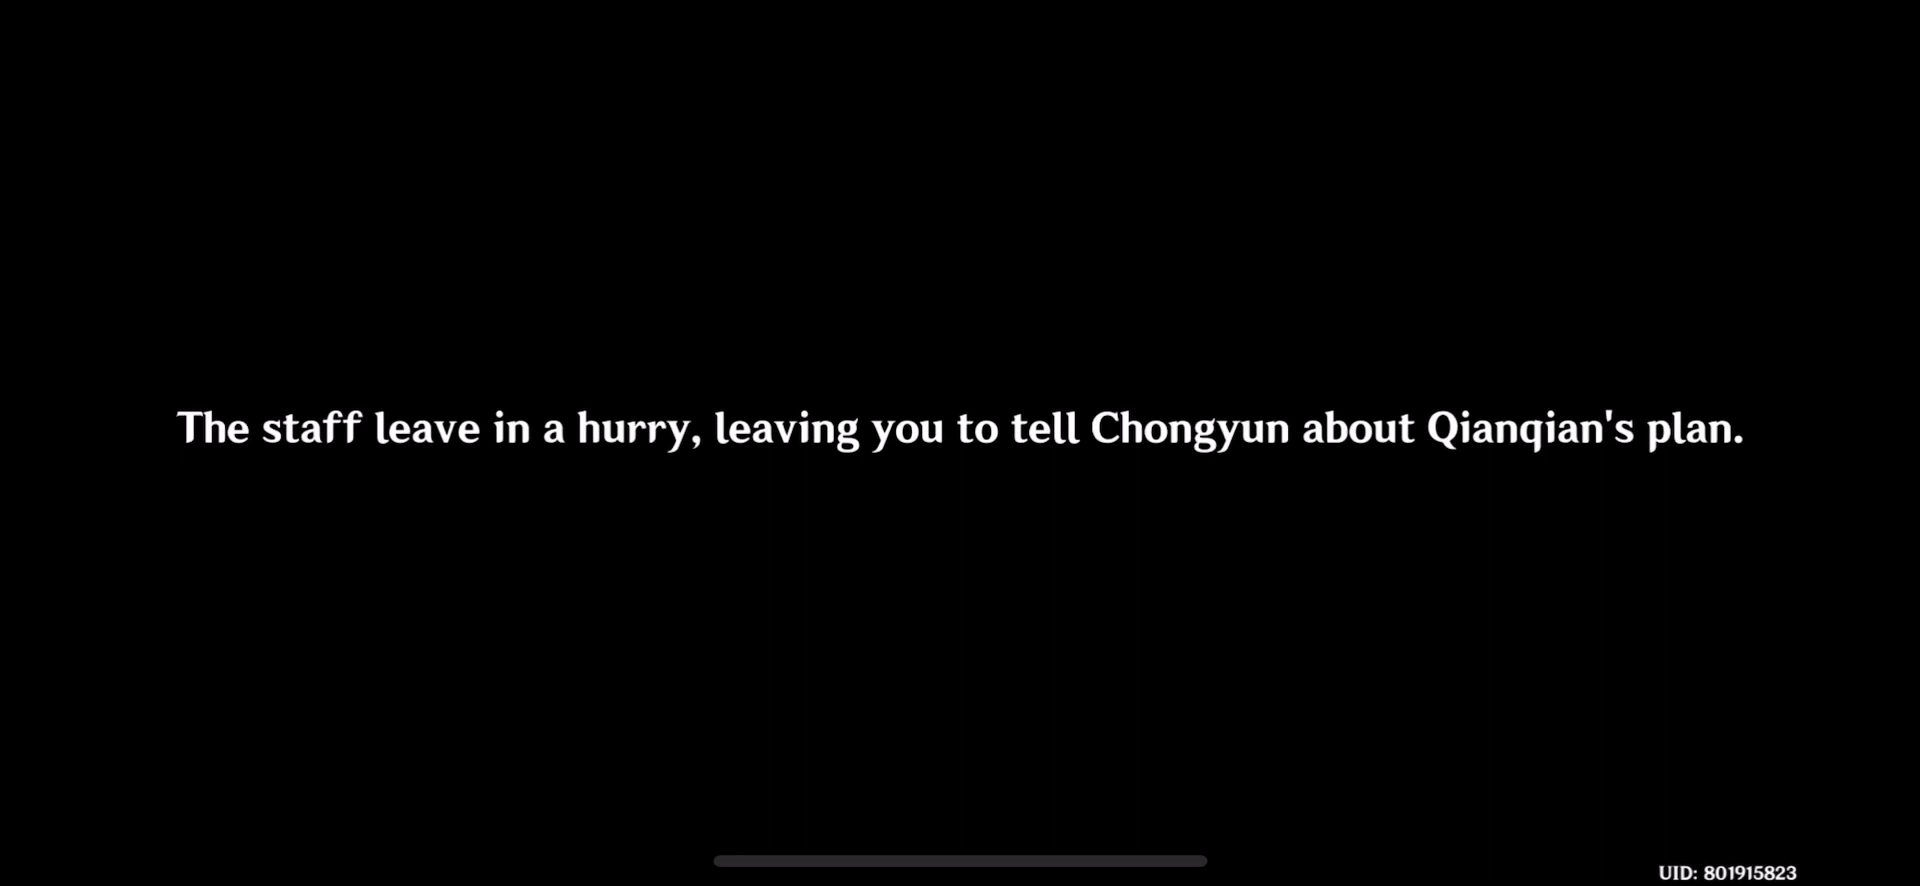 The staff leave in a hurry, leaving you to tell Chongyun about Qianqian's plan.
UID: 801915823